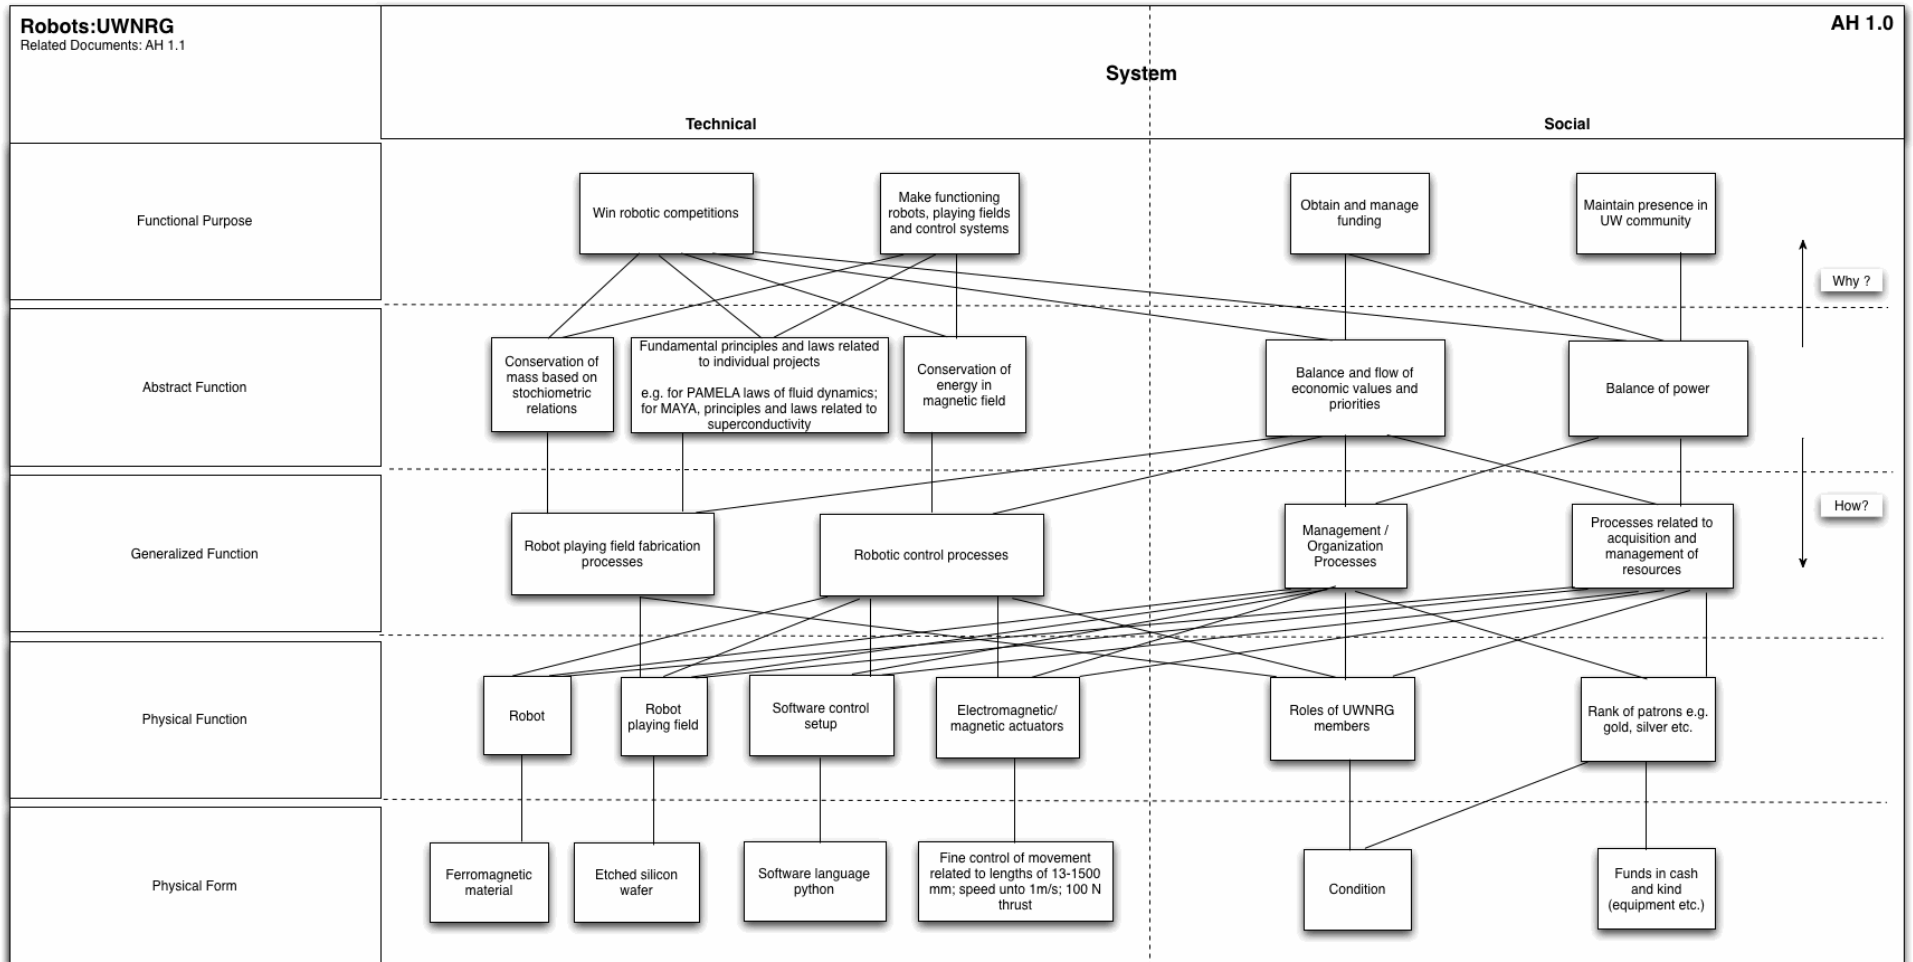 Robots:UWNRG
Related Documents: AH 1.1
AH 1.0
System
Technical
Social
Functional Purpose
Win robotic competitions
Make functioning
robots, playing fields
and control systems
Obtain and manage
funding
Maintain presence in
UW community
Why ?
Abstract Function
Conservation of
mass based on
stochiometric
relations
Fundamental principles and laws related
to individual projects
e.g. for PAMELA laws of fluid dynamics;
for MAYA, principles and laws related to
superconductivity
Conservation of
energy in
magnetic field
Balance and flow of
economic values and
priorities
Balance of power
How?
Generalized Function
Robot playing field fabrication
processes
Robotic control processes
Management /
Organization
Processes
Processes related to
acquisition and
management of
resources
Physical Function
Robot
Robot
playing field
Software control
setup
Electromagnetic/
magnetic actuators
Roles of UWNRG
members
Rank of patrons e.g.
gold, silver etc.
Physical Form
Ferromagnetic
material
Etched silicon
wafer
Software language
python
Fine control of movement
related to lengths of 13-1500
mm; speed unto 1m/s; 100 N
thrust
Condition
Funds in cash
and kind
(equipment etc.)